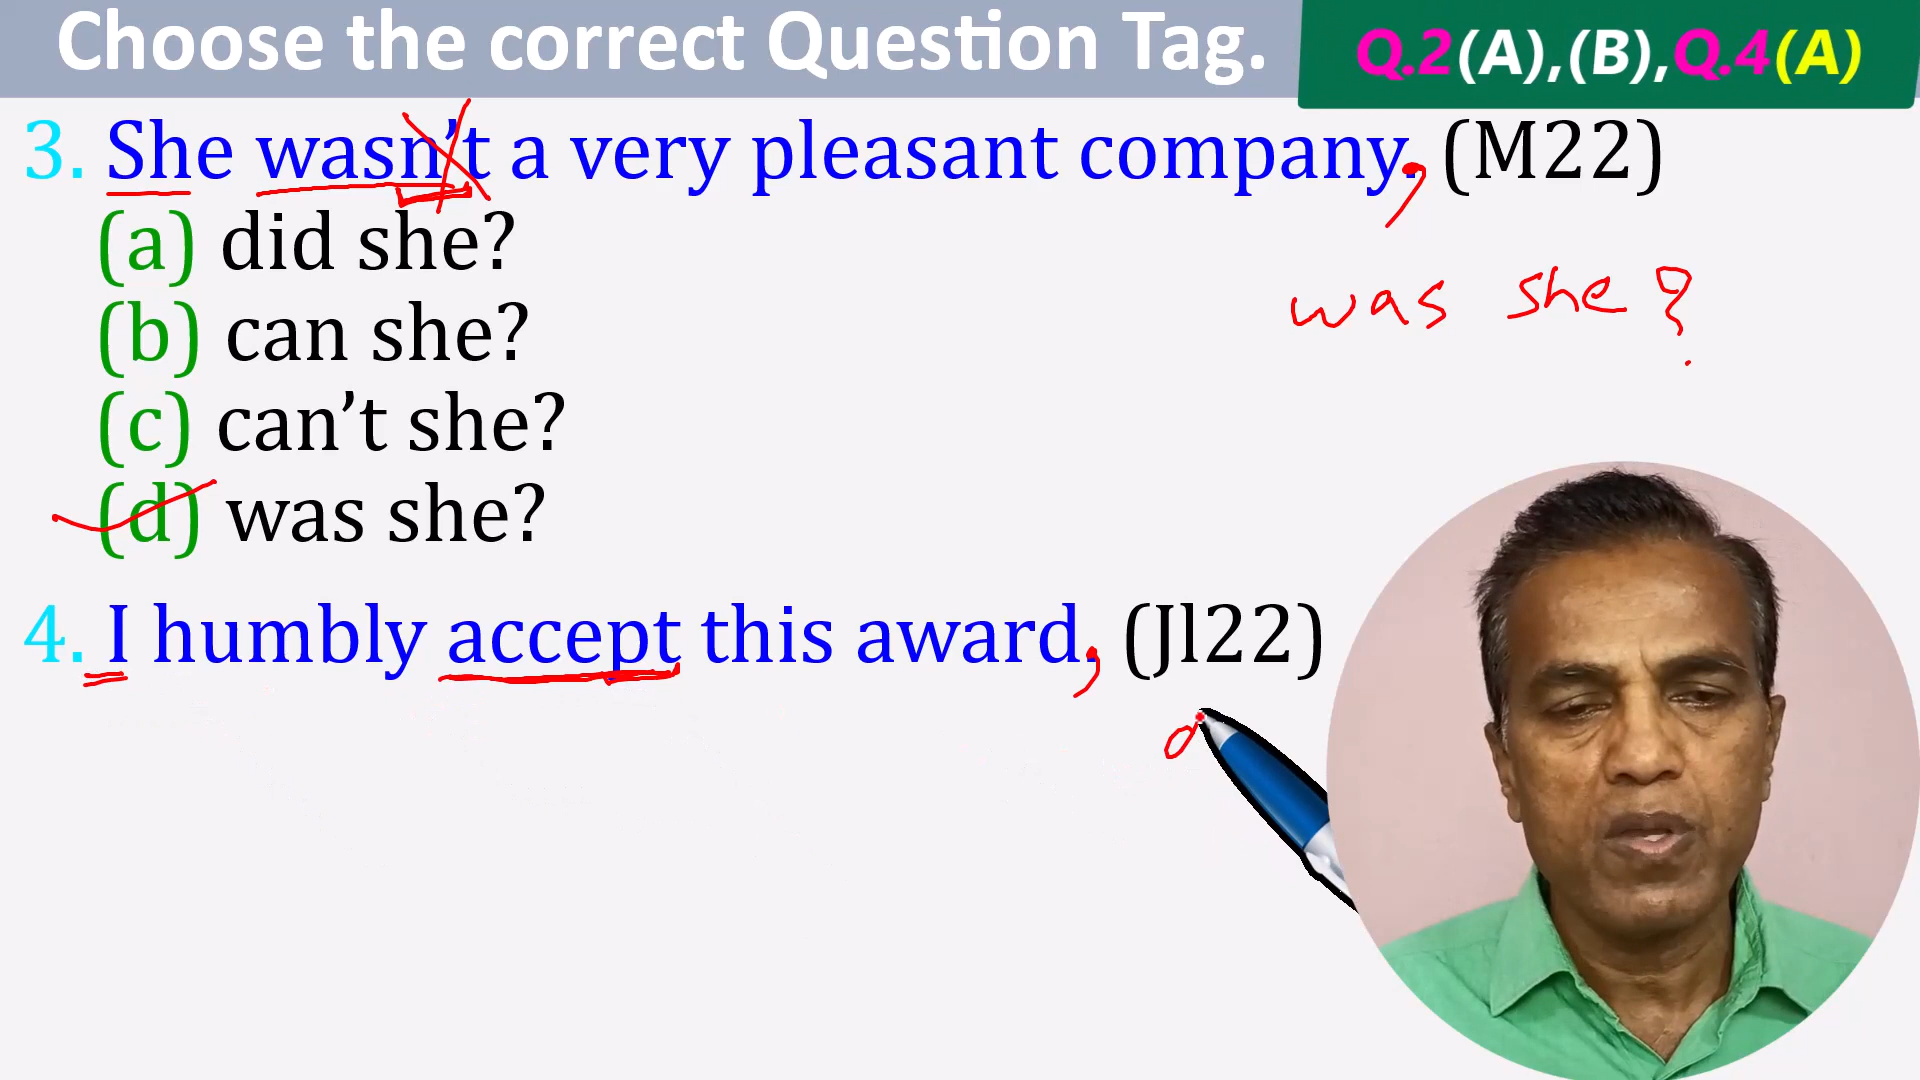 Choose the correct Question Tag.
Q.2(A),(B),Q.4(A)
3. She wasn't a very pleasant company, (M22)
(a) did she?
was she?
(b) can she?
(c) can't she?
(d) was she?
4. I humbly accept this award, (Jl22)